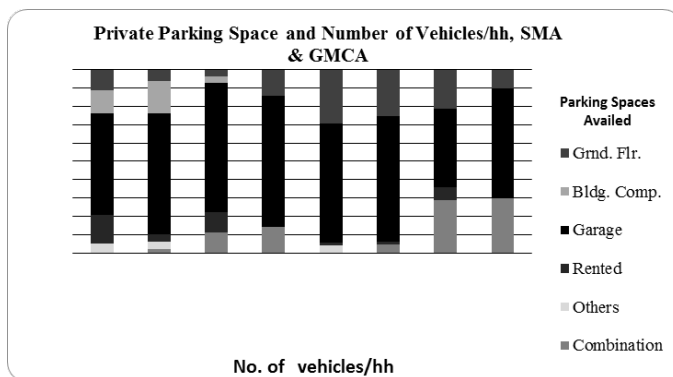 Private Parking Space and Number of Vehicles/hh, SMA
& GMCA
Parking Spaces
Availed
Grnd. Flr.
Bldg. Comp.
Garage
Rented
Others
Combination
No. of vehicles/hh